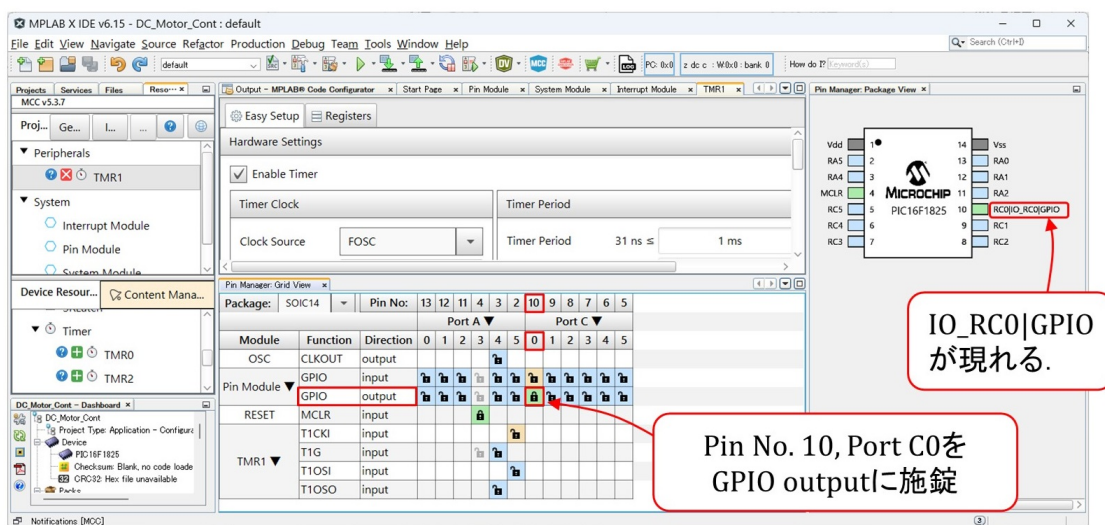 MPLAB X IDE v6.15 - DC_Motor_Cont : default
File Edit View Navigate Source Refactor Production Debug Team Tools Window Help
Search (Ctrl+I)
default
PC: 0x0
z dc c : W:0x0 : bank 0
How do I?
Keyword(s)
Projects Services Files Reso...
MCC v5.3.7
Proj... Ge... I... ...
Peripherals
TMR1
System
Interrupt Module
Pin Module
System Module
Device Resour... Content Mana...
Timer
TMR0
TMR2
DC_Motor_Cont - Dashboard
DC_Motor_Cont
Project Type: Application - Configura
Device
PIC16F1825
Checksum: Blank, no code loade
CRC32: Hex file unavailable
Packs
Notifications [MCC]
Output - MPLAB® Code Configurator Start Page Pin Module System Module Interrupt Module TMR1
Easy Setup Registers
Hardware Settings
Enable Timer
Timer Clock Timer Period
Clock Source FOSC Timer Period 31 ns ≤ 1 ms
Pin Manager: Grid View
Package: SOIC14 Pin No: 13 12 11 4 3 2 10 9 8 7 6 5
Port A ▼ Port C ▼
Module Function Direction 0 1 2 3 4 5 0 1 2 3 4 5
OSC CLKOUT output
Pin Module ▼ GPIO input
GPIO output
RESET MCLR input
TMR1 ▼ T1CKI input
T1G input
T1OSI input
T1OSO input
Pin Manager: Package View
Vdd 1 14 Vss
RA5 2 13 RA0
RA4 3 12 RA1
MCLR 4 MICROCHIP 11 RA2
RC5 5 PIC16F1825 10 RC0|IO_RC0|GPIO
RC4 6 9 RC1
RC3 7 8 RC2
IO_RC0|GPIO
が現れる.
Pin No. 10, Port C0を
GPIO outputに施錠
3